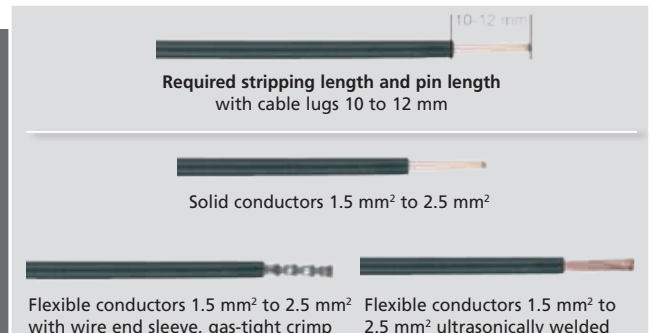 10-12 mm
Required stripping length and pin length
with cable lugs 10 to 12 mm
Solid conductors 1.5 mm² to 2.5 mm²
Flexible conductors 1.5 mm² to 2.5 mm²
with wire end sleeve, gas-tight crimp
Flexible conductors 1.5 mm² to
2.5 mm² ultrasonically welded